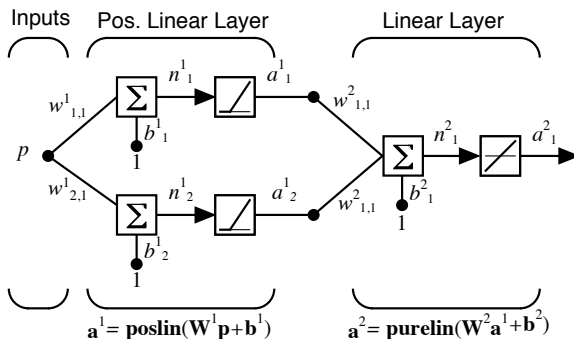 Inputs Pos. Linear Layer Linear Layer
n¹₁ a¹₁
w¹₁,₁ Σ w²₁,₁
b¹₁
1 n²₁ a²₁
p Σ
w¹₂,₁ n¹₂ a¹₂ w²₁,₁ b²₁
Σ 1
b¹₂
1
a¹ = poslin(W¹p+b¹) a² = purelin(W²a¹+b²)